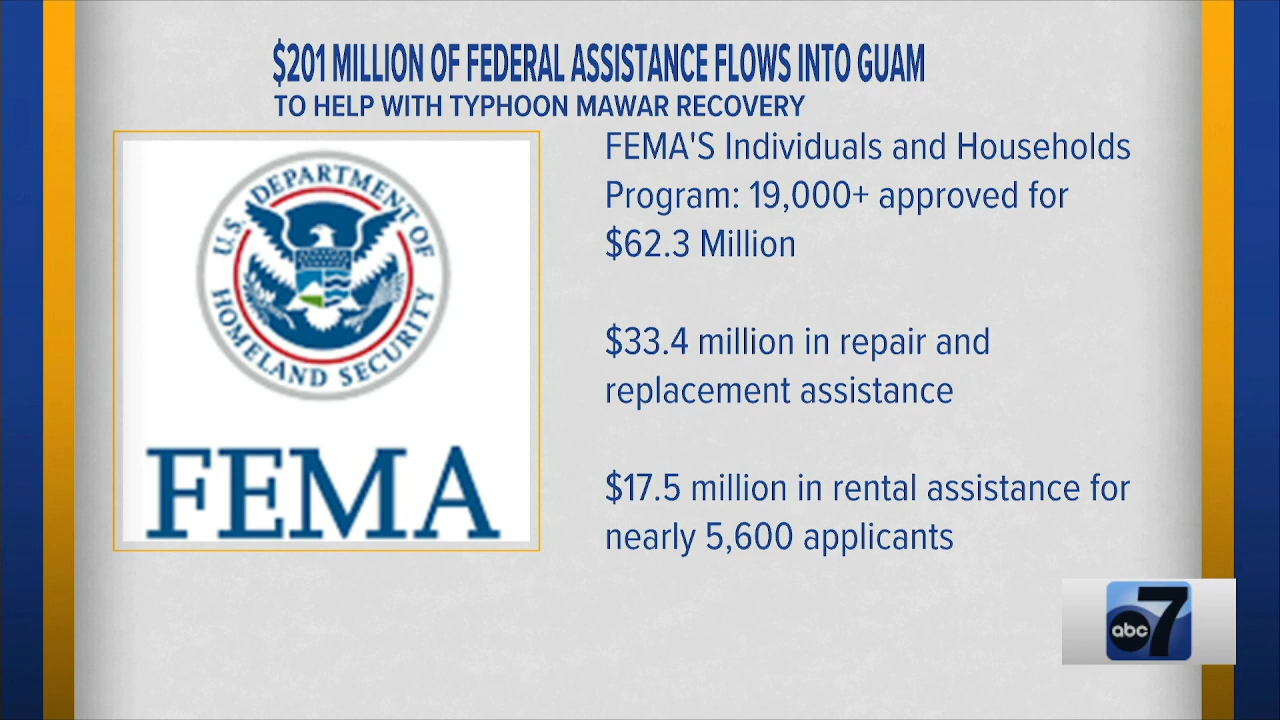 $201 MILLION OF FEDERAL ASSISTANCE FLOWS INTO GUAM
TO HELP WITH TYPHOON MAWAR RECOVERY
U.S. DEPARTMENT OF
HOMELAND SECURITY
FEMA
FEMA'S Individuals and Households
Program: 19,000+ approved for
$62.3 Million
$33.4 million in repair and
replacement assistance
$17.5 million in rental assistance for
nearly 5,600 applicants
abc 7